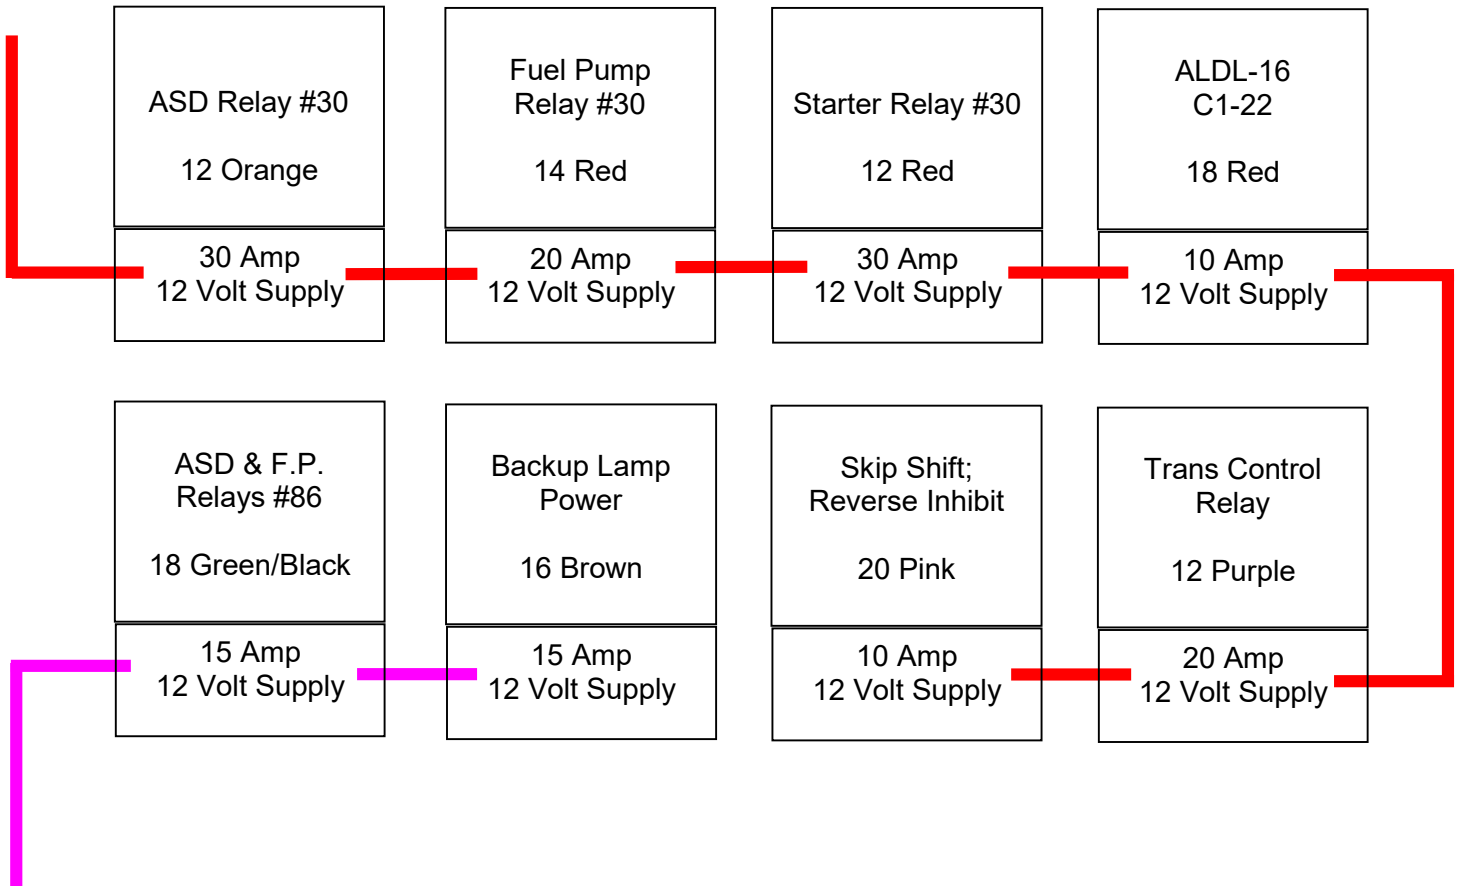 ASD Relay #30
12 Orange
30 Amp
12 Volt Supply
Fuel Pump
Relay #30
14 Red
20 Amp
12 Volt Supply
Starter Relay #30
12 Red
30 Amp
12 Volt Supply
ALDL-16
C1-22
18 Red
10 Amp
12 Volt Supply
ASD & F.P.
Relays #86
18 Green/Black
15 Amp
12 Volt Supply
Backup Lamp
Power
16 Brown
15 Amp
12 Volt Supply
Skip Shift;
Reverse Inhibit
20 Pink
10 Amp
12 Volt Supply
Trans Control
Relay
12 Purple
20 Amp
12 Volt Supply